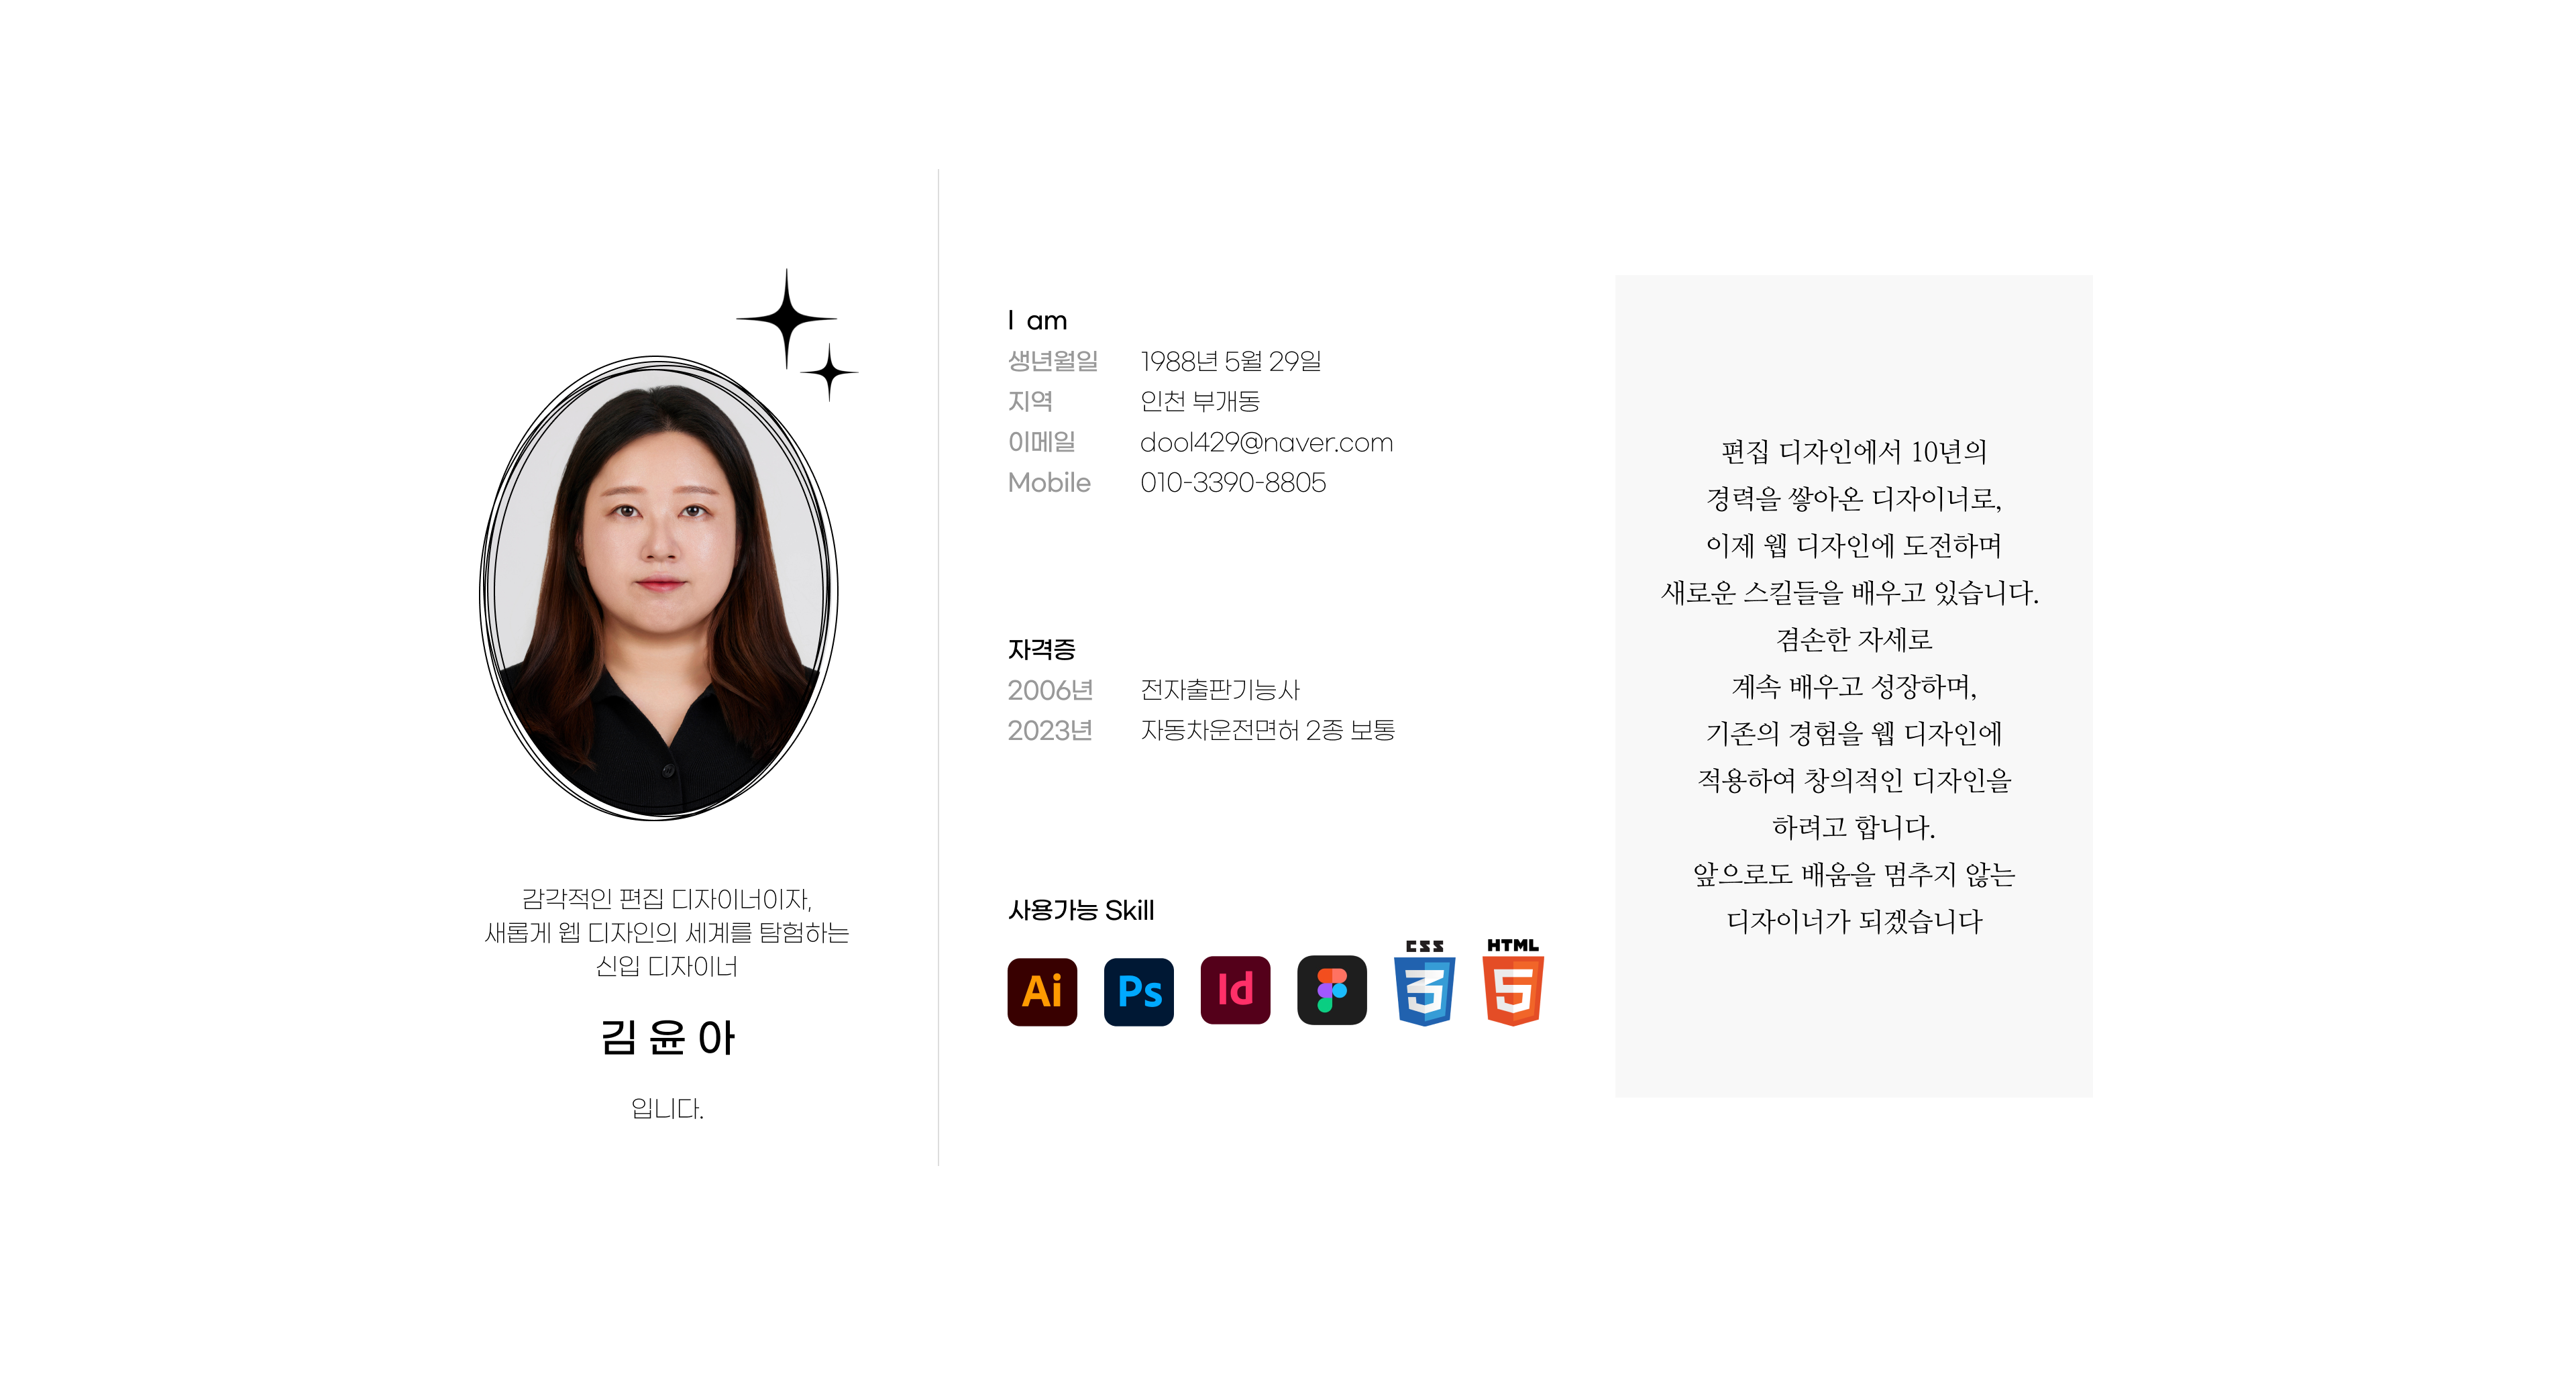 감각적인 편집 디자이너이자,
새롭게 웹 디자인의 세계를 탐험하는
신입 디자이너
김윤아
입니다.
I am
생년월일 1988년 5월 29일
지역 인천 부개동
이메일 dool429@naver.com
Mobile 010-3390-8805
자격증
2006년 전자출판기능사
2023년 자동차운전면허 2종 보통
사용가능 Skill
Ai Ps Id CSS 3 HTML 5
편집 디자인에서 10년의
경력을 쌓아온 디자이너로,
이제 웹 디자인에 도전하며
새로운 스킬들을 배우고 있습니다.
겸손한 자세로
계속 배우고 성장하며,
기존의 경험을 웹 디자인에
적용하여 창의적인 디자인을
하려고 합니다.
앞으로도 배움을 멈추지 않는
디자이너가 되겠습니다